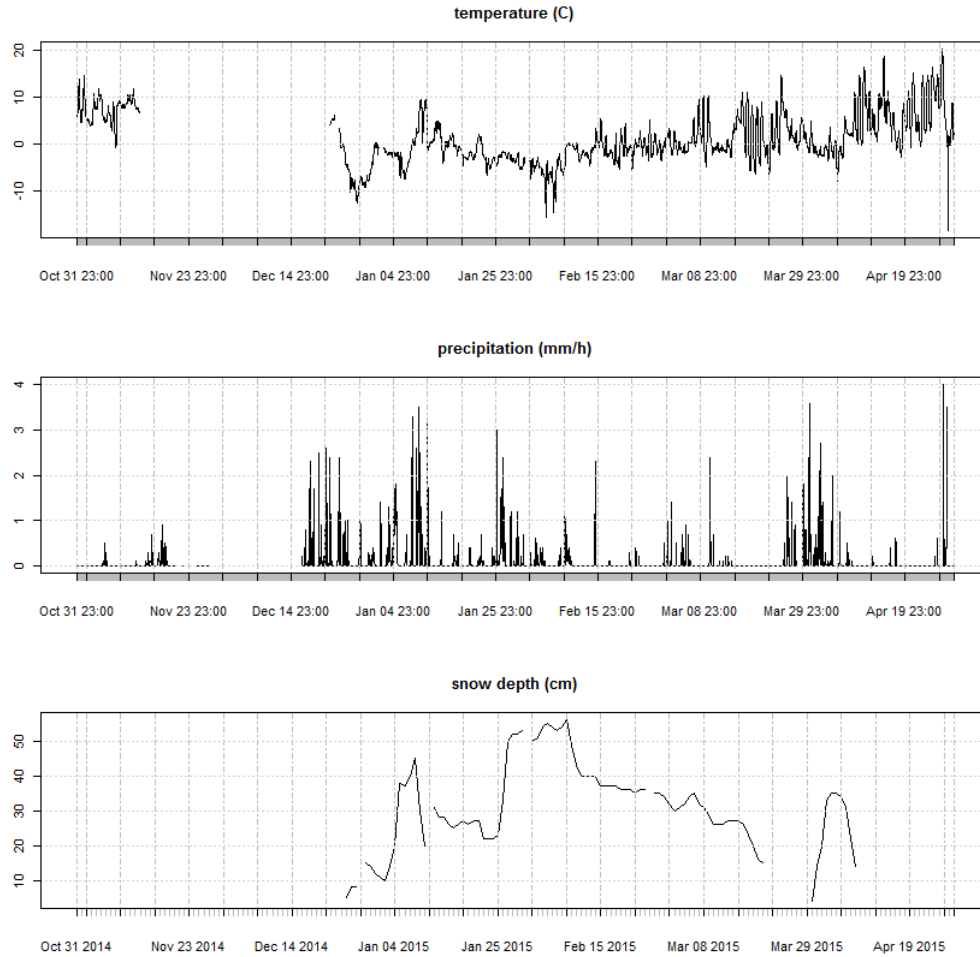 temperature (C)
20
10
0
-10
Oct 31 23:00 Nov 23 23:00 Dec 14 23:00 Jan 04 23:00 Jan 25 23:00 Feb 15 23:00 Mar 08 23:00 Mar 29 23:00 Apr 19 23:00
precipitation (mm/h)
4
3
2
1
0
Oct 31 23:00 Nov 23 23:00 Dec 14 23:00 Jan 04 23:00 Jan 25 23:00 Feb 15 23:00 Mar 08 23:00 Mar 29 23:00 Apr 19 23:00
snow depth (cm)
50
40
30
20
10
Oct 31 2014 Nov 23 2014 Dec 14 2014 Jan 04 2015 Jan 25 2015 Feb 15 2015 Mar 08 2015 Mar 29 2015 Apr 19 2015